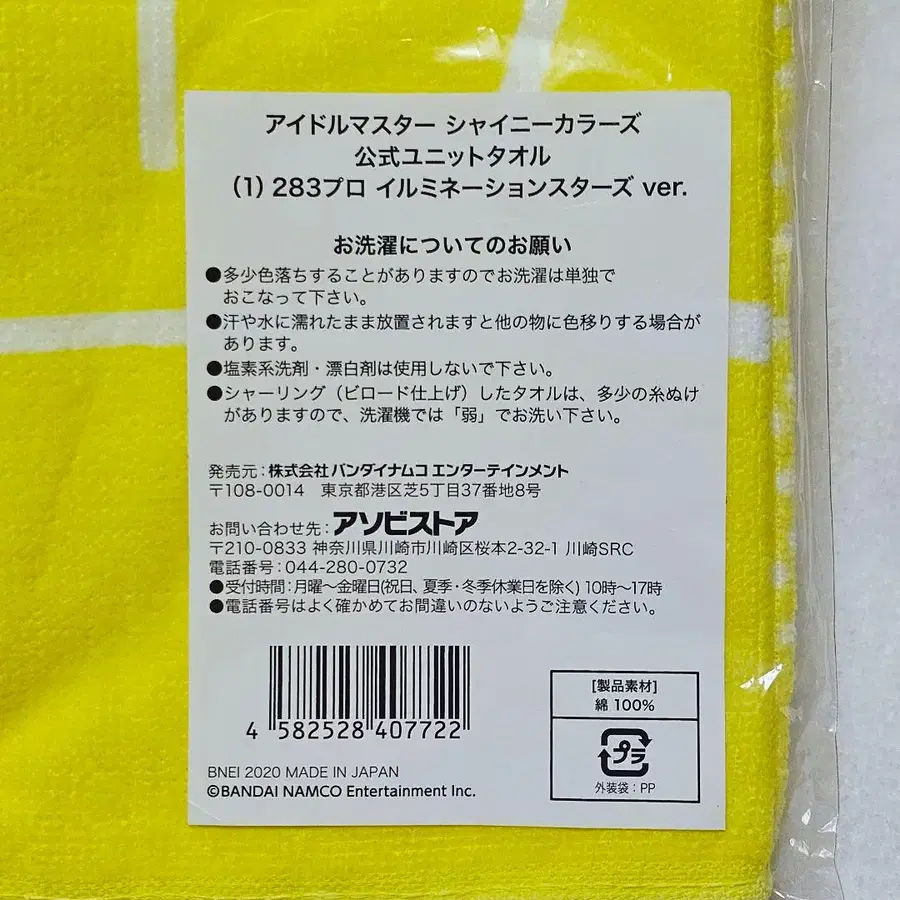 アイドルマスター シャイニーカラーズ
公式ユニットタオル
（1）283プロ イルミネーションスターズ ver.
お洗濯についてのお願い
●多少色落ちすることがありますのでお洗濯は単独で
おこなって下さい。
●汗や水に濡れたまま放置されますと他の物に色移りする場合が
あります。
●塩素系洗剤・漂白剤は使用しないで下さい。
●シャーリング（ビロード仕上げ）したタオルは、多少の糸ぬけ
がありますので、洗濯機では「弱」でお洗い下さい。
発売元：株式会社 バンダイナムコ エンターテインメント
〒108-0014 東京都港区芝5丁目37番地8号
お問い合わせ先：アソビストア
〒210-0833 神奈川県川崎市川崎区桜本2-32-1 川崎SRC
電話番号：044-280-0732
●受付時間：月曜～金曜日(祝日、夏季・冬季休業日を除く) 10時～17時
●電話番号はよく確かめてお間違いのないようご注意ください。
4 582528 407722
BNEI 2020 MADE IN JAPAN
©BANDAI NAMCO Entertainment Inc.
[製品素材]
綿 100%
プラ
外装袋：PP